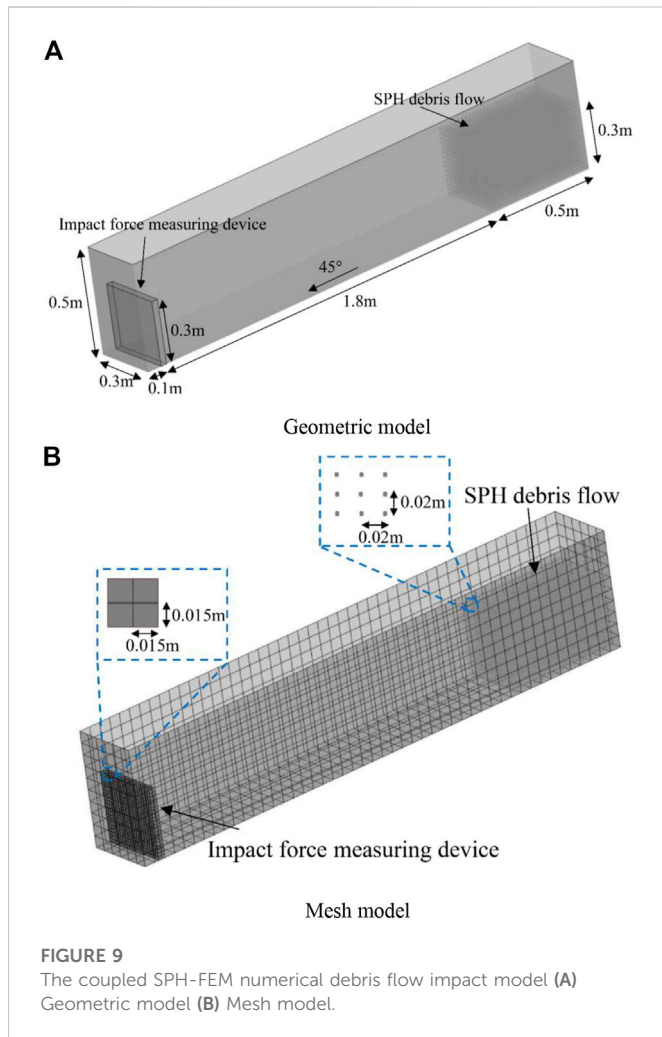 A
SPH debris flow
0.3m
0.5m
Impact force measuring device
45°
1.8m
0.5m
0.3m
0.3m
0.1m
Geometric model
B
SPH debris flow
0.02m
0.02m
0.015m
0.015m
Impact force measuring device
Mesh model
FIGURE 9
The coupled SPH-FEM numerical debris flow impact model (A)
Geometric model (B) Mesh model.